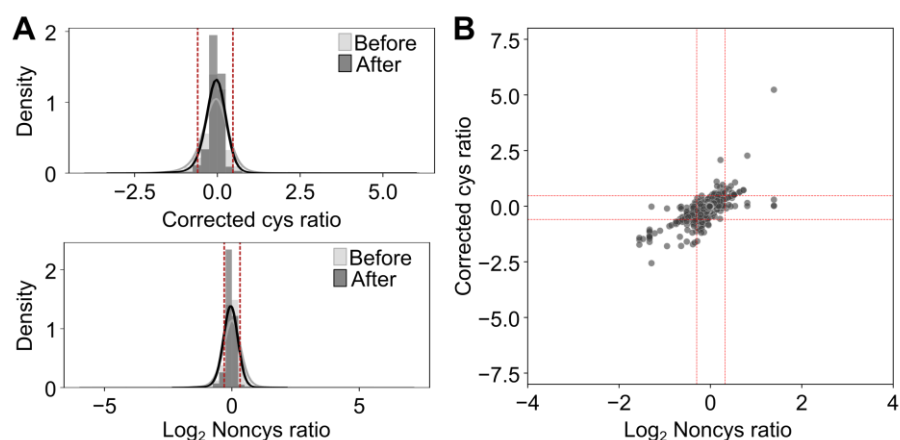 A
2
1
0
Density
Before
After
−2.5
0.0
2.5
5.0
Corrected cys ratio
2
1
0
Density
Before
After
−5
0
5
Log₂ Noncys ratio
B
7.5
5.0
2.5
0.0
−2.5
−5.0
−7.5
Corrected cys ratio
−4
−2
0
2
4
Log₂ Noncys ratio